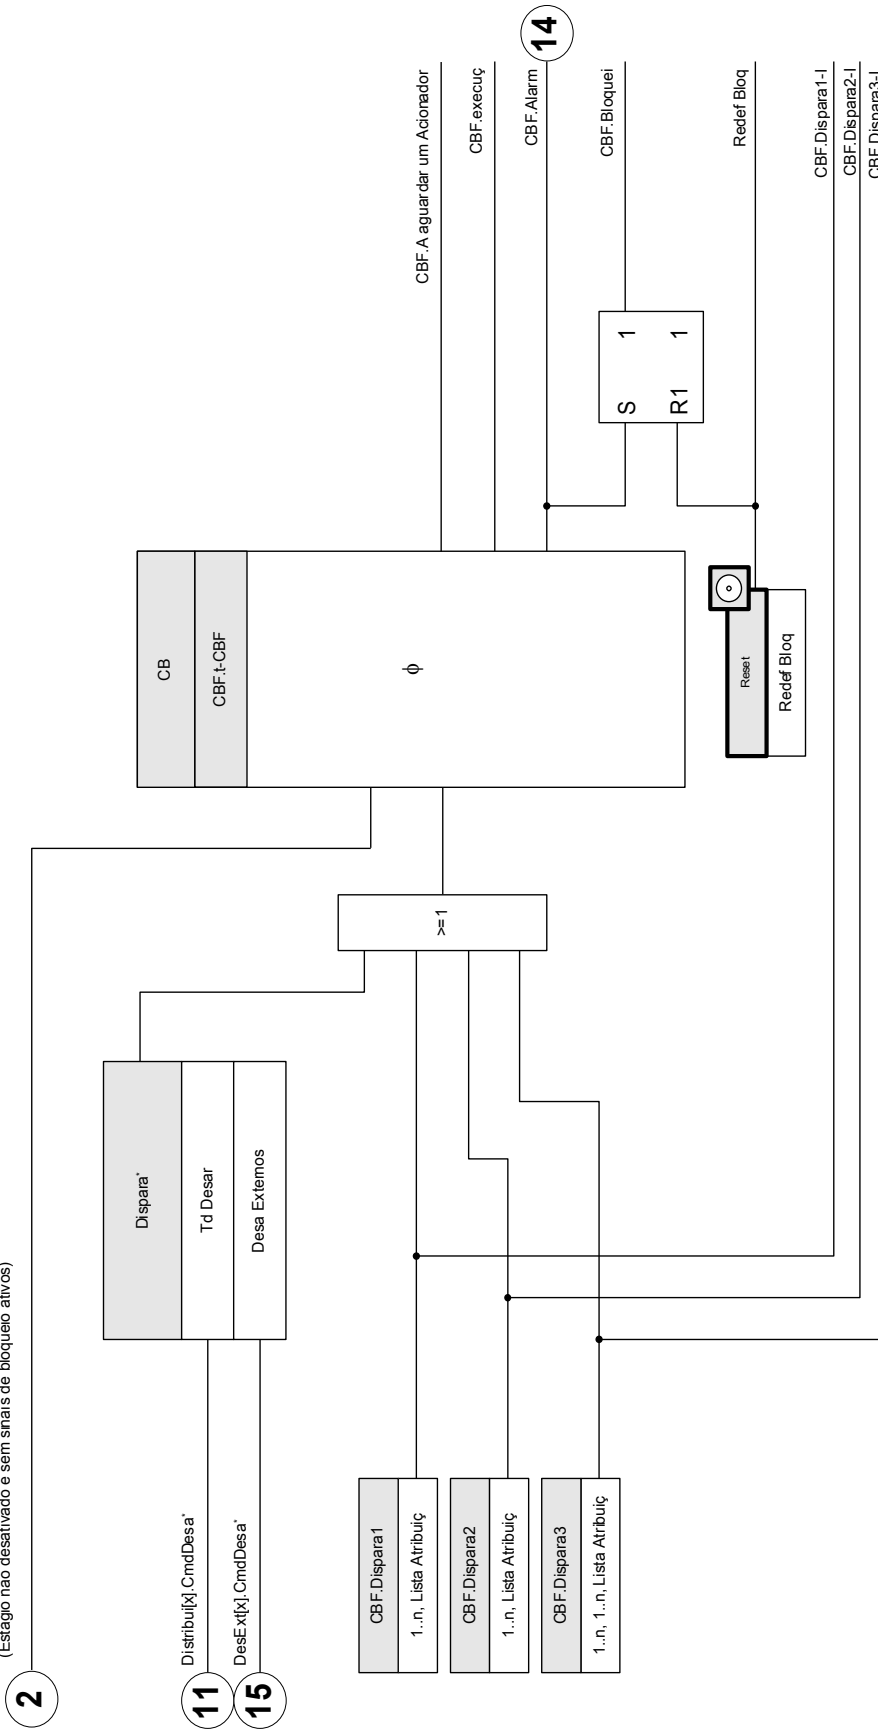 (Estágio não desativado e sem sinais de bloqueio ativos)
2
Distribui[x].CmdDesa*
11
DesExt[x].CmdDesa*
15
Dispara*
Td Desar
Desa Externos
CBF.Dispara1
1..n, Lista Atribuiç
CBF.Dispara2
1..n, Lista Atribuiç
CBF.Dispara3
1..n, 1..n, Lista Atribuiç
>=1
CB
CBF.t-CBF
ϕ
CBF.A aguardar um Acionador
CBF.execuç
CBF.Alarm
14
CBF.Bloquei
S 1
R1 1
Redef Bloq
Reset
Redef Bloq
CBF.Dispara1-I
CBF.Dispara2-I
CBF.Dispara3-I